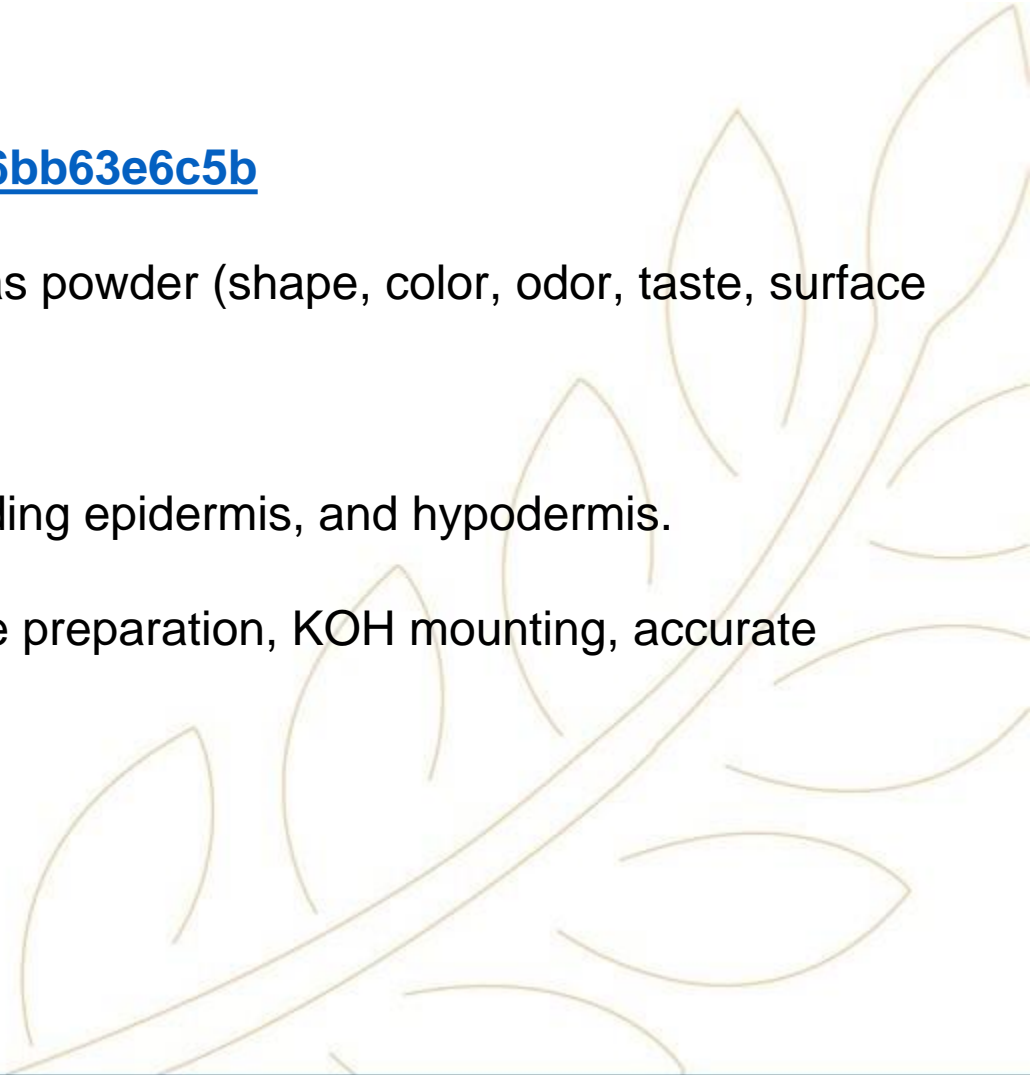 6bb63e6c5b
as powder (shape, color, odor, taste, surface
ding epidermis, and hypodermis.
e preparation, KOH mounting, accurate